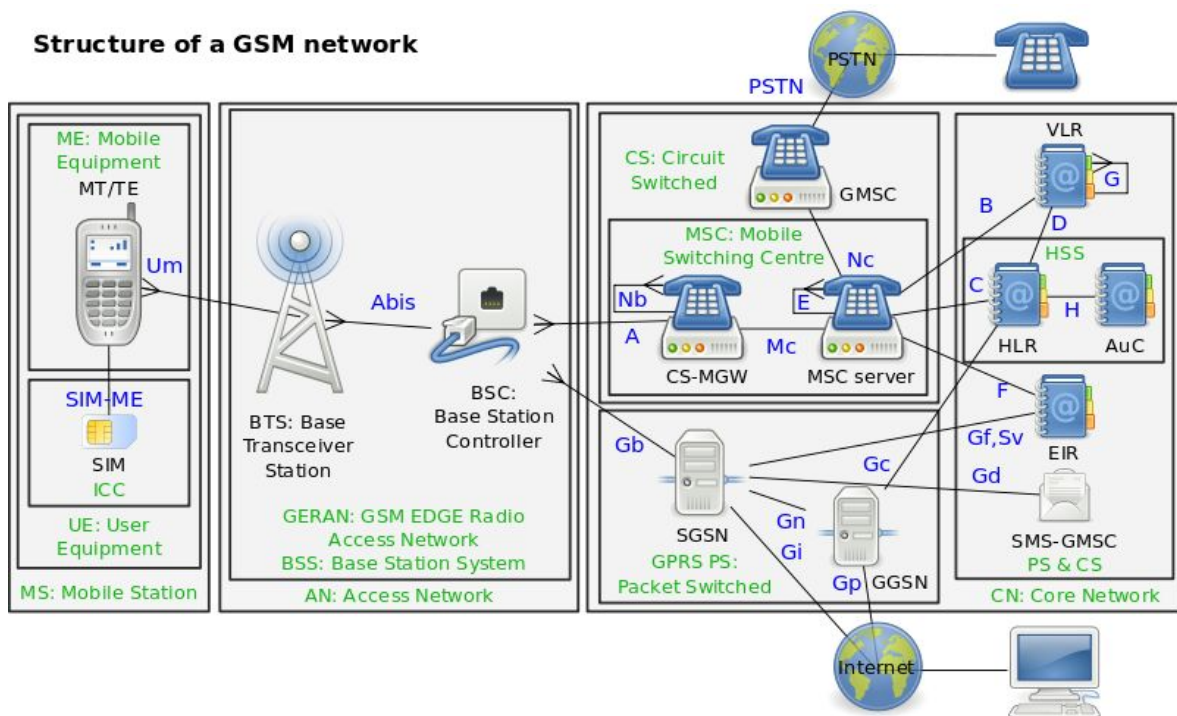 Structure of a GSM network
PSTN
PSTN
ME: Mobile
Equipment
MT/TE
Um
SIM-ME
SIM
ICC
UE: User
Equipment
MS: Mobile Station
Abis
BTS: Base
Transceiver
Station
BSC:
Base Station
Controller
GERAN: GSM EDGE Radio
Access Network
BSS: Base Station System
AN: Access Network
CS: Circuit
Switched
GMSC
MSC: Mobile
Switching Centre
Nc
Nb
E
A
Mc
CS-MGW
MSC server
Gb
SGSN
GPRS PS:
Packet Switched
Gn
Gi
Gc
Gp
GGSN
VLR
G
B
D
HSS
C
H
HLR
AuC
F
Gf,Sv
EIR
Gd
SMS-GMSC
PS & CS
CN: Core Network
Internet